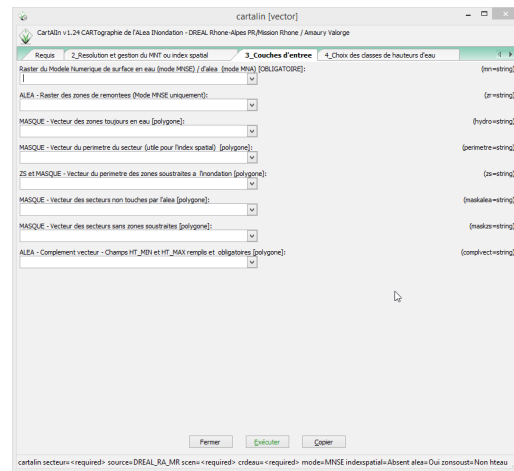 cartalin [vector]
CartAlIn v1.24 CARTographie de l'ALea INondation - DREAL Rhone-Alpes PR/Mission Rhone / Amaury Valorge
Requis 2_Resolution et gestion du MNT ou index spatial 3_Couches d'entree 4_Choix des classes de hauteurs d'eau
Raster du Modele Numerique de surface en eau (mode MNSE) / d'alea (mode MNA) [OBLIGATOIRE]: (mn=string)
ALEA - Raster des zones de remontees (Mode MNSE uniquement): (zr=string)
MASQUE - Vecteur des zones toujours en eau [polygone]: (hydro=string)
MASQUE - Vecteur du perimetre du secteur (utile pour l'index spatial) [polygone]: (perimetre=string)
ZS et MASQUE - Vecteur du perimetre des zones soustraites a l'inondation [polygone]: (zs=string)
MASQUE - Vecteur des secteurs non touches par l'alea [polygone]: (maskalea=string)
MASQUE - Vecteur des secteurs sans zones soustraites [polygone]: (maskzs=string)
ALEA - Complement vecteur - Champs HT_MIN et HT_MAX remplis et obligatoires [polygone]: (complvect=string)
Fermer Exécuter Copier
cartalin secteur=<required> source=DREAL_RA_MR scen=<required> crdeau=<required> mode=MNSE indexspatial=Absent alea=Oui zonsoust=Non hteau